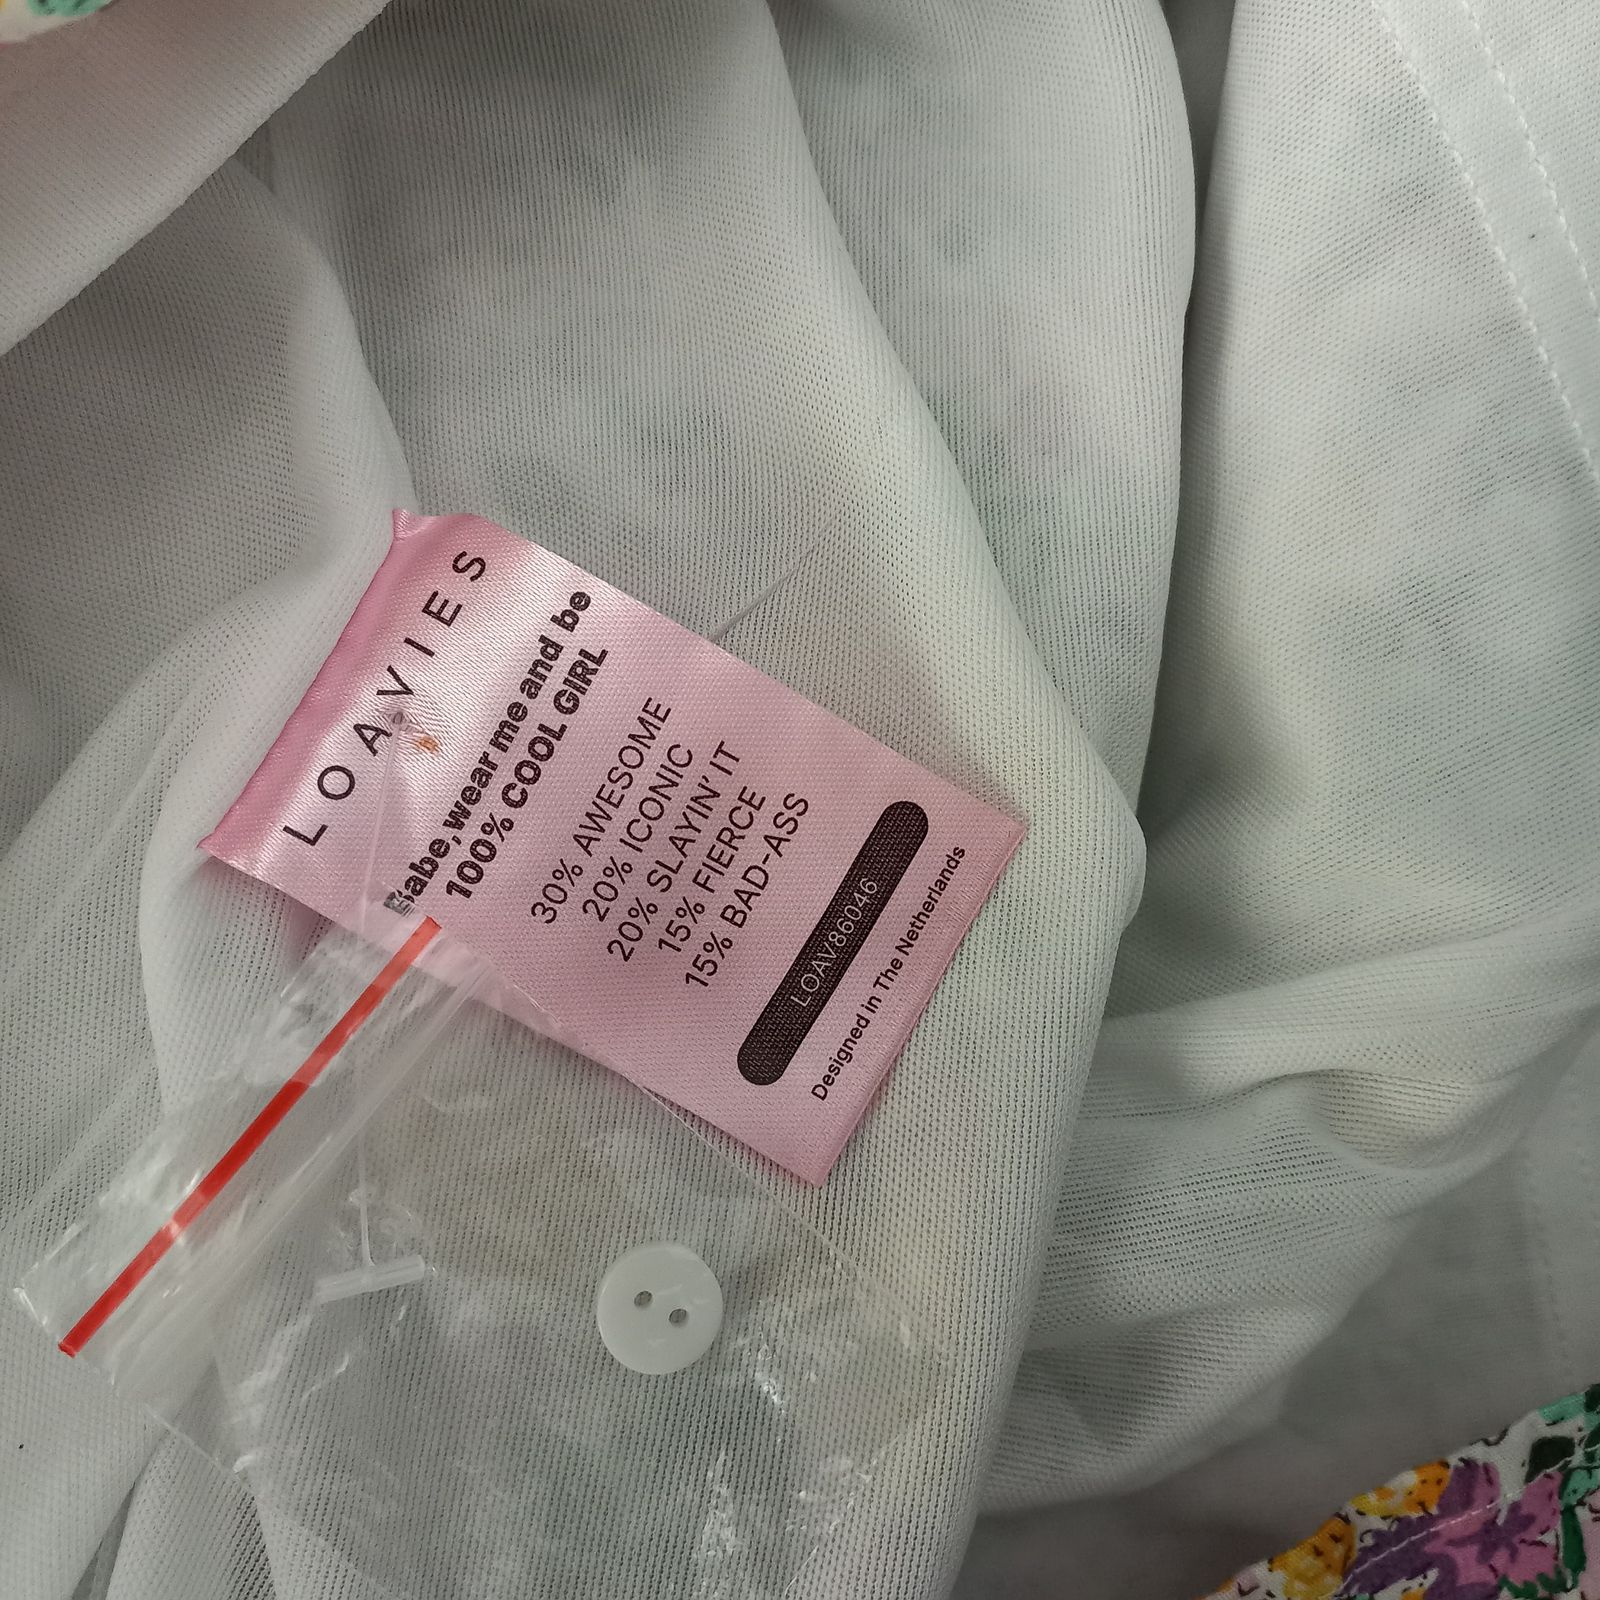 LOAVIES
Babe, wear me and be
100% COOL GIRL
30% AWESOME
20% ICONIC
20% SLAYIN' IT
15% FIERCE
15% BAD-ASS
LOAV86046
Designed in The Netherlands